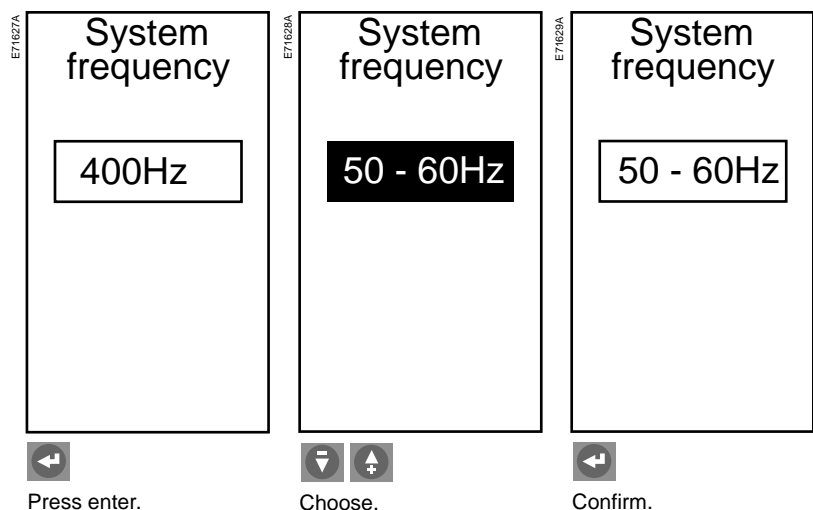 E71627A
System
frequency
400Hz
Press enter.
E71628A
System
frequency
50 - 60Hz
Choose.
E71629A
System
frequency
50 - 60Hz
Confirm.